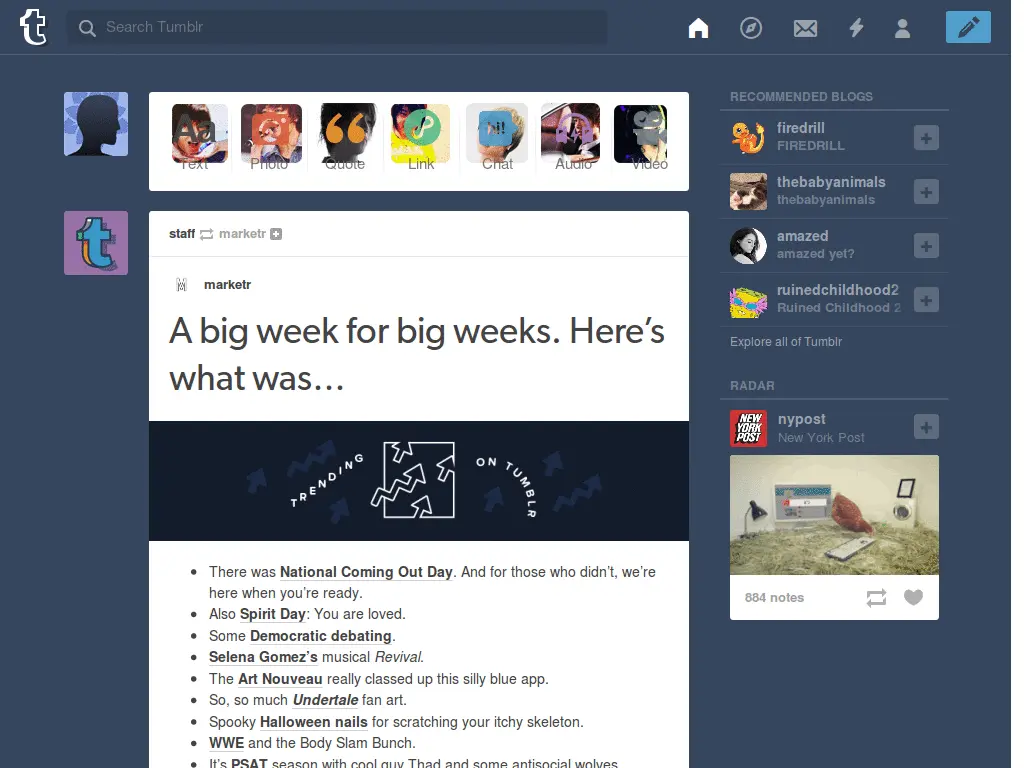 Search Tumblr
Aa
hi!
Text
Photo
Quote
Link
Chat
Audio
Video
staff marketr
marketr
A big week for big weeks. Here’s
what was…
TRENDING
ON TUMBLR
There was National Coming Out Day. And for those who didn’t, we’re
here when you’re ready.
Also Spirit Day: You are loved.
Some Democratic debating.
Selena Gomez’s musical Revival.
The Art Nouveau really classed up this silly blue app.
So, so much Undertale fan art.
Spooky Halloween nails for scratching your itchy skeleton.
WWE and the Body Slam Bunch.
It’s PSAT season with cool guy Thad and some antisocial wolves.
RECOMMENDED BLOGS
firedrill
FIREDRILL
thebabyanimals
thebabyanimals
amazed
amazed yet?
ruinedchildhood2
Ruined Childhood 2
Explore all of Tumblr
RADAR
NEW
YORK
POST
nypost
New York Post
884 notes